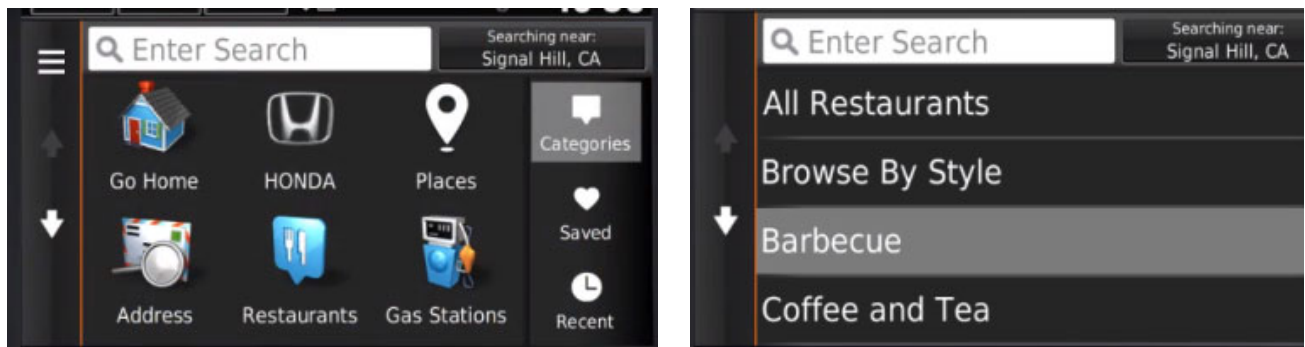 Enter Search
Searching near:
Signal Hill, CA
Categories
Go Home
HONDA
Places
Saved
Address
Restaurants
Gas Stations
Recent
Enter Search
Searching near:
Signal Hill, CA
All Restaurants
Browse By Style
Barbecue
Coffee and Tea